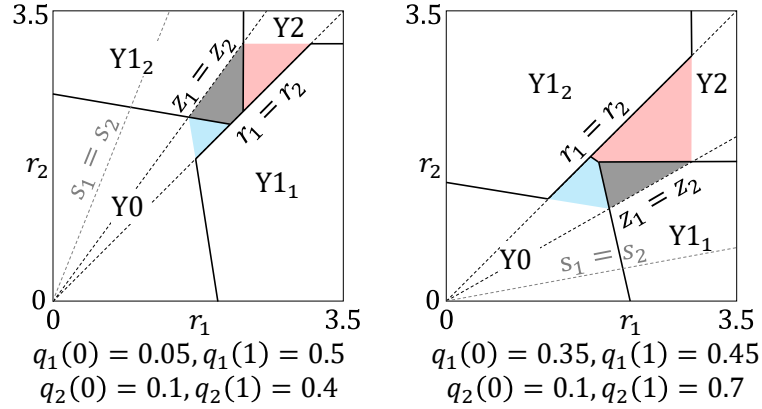 3.5
Y1₂
Y2
z₁ = z₂
r₁ = r₂
s₁ = s₂
r₂
Y0
Y1₁
0
0
r₁
3.5
q₁(0) = 0.05, q₁(1) = 0.5
q₂(0) = 0.1, q₂(1) = 0.4
3.5
Y1₂
Y2
r₁ = r₂
r₂
z₁ = z₂
Y0
s₁ = s₂
Y1₁
0
0
r₁
3.5
q₁(0) = 0.35, q₁(1) = 0.45
q₂(0) = 0.1, q₂(1) = 0.7